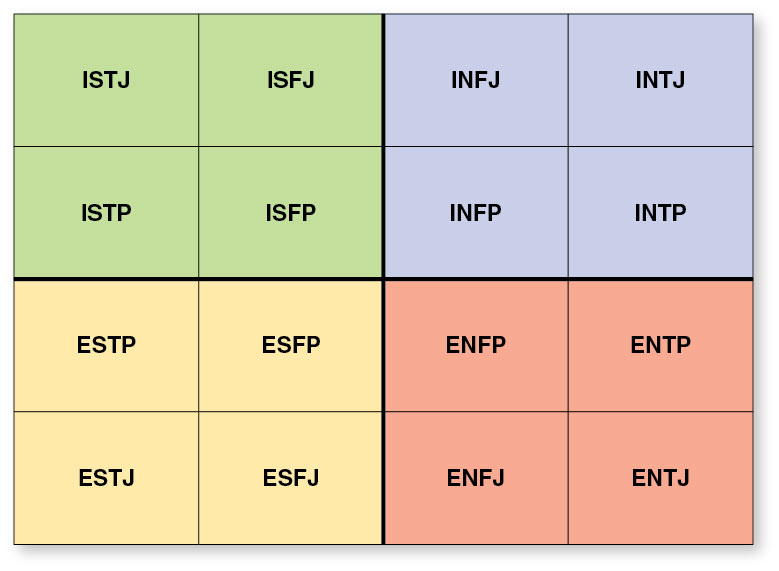 ISTJ ISFJ INFJ INTJ
ISTP ISFP INFP INTP
ESTP ESFP ENFP ENTP
ESTJ ESFJ ENFJ ENTJ